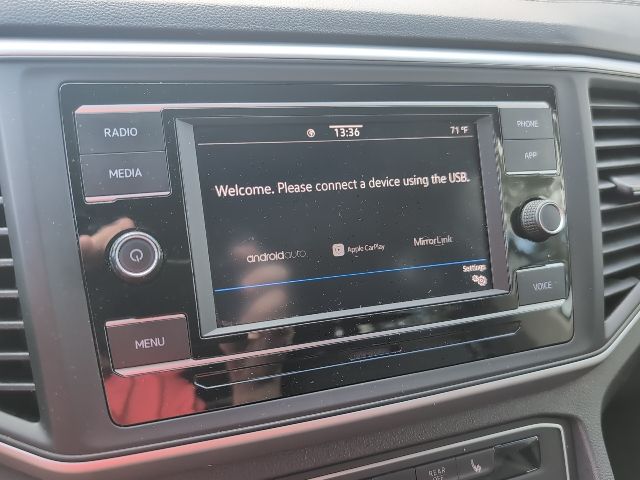 RADIO
MEDIA
MENU
13:36
71 °F
Welcome. Please connect a device using the USB.
androidauto
Apple CarPlay
MirrorLink
Settings
PHONE
APP
VOICE
REAR